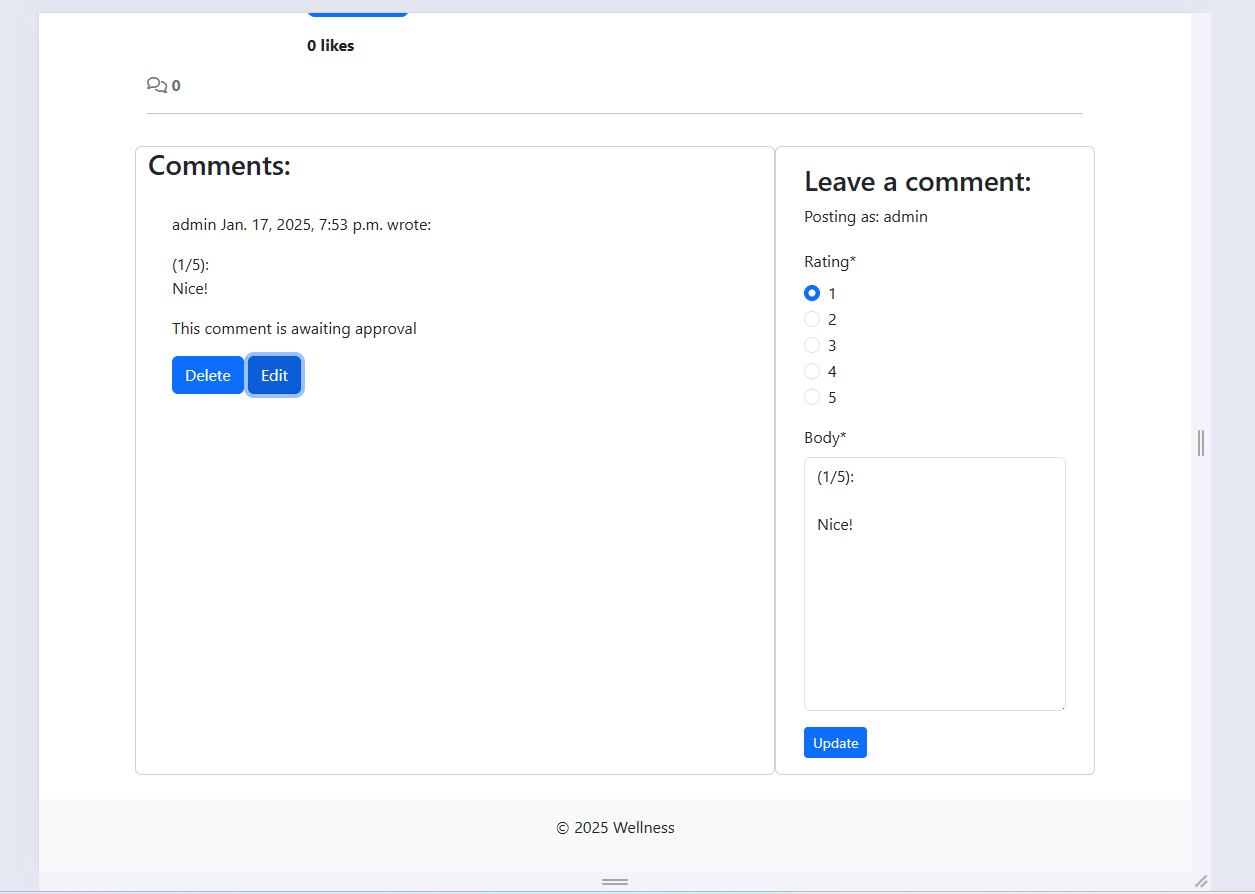 0 likes
0
Comments:
admin Jan. 17, 2025, 7:53 p.m. wrote:
(1/5):
Nice!
This comment is awaiting approval
Delete Edit
Leave a comment:
Posting as: admin
Rating*
1
2
3
4
5
Body*
(1/5):
Nice!
Update
© 2025 Wellness